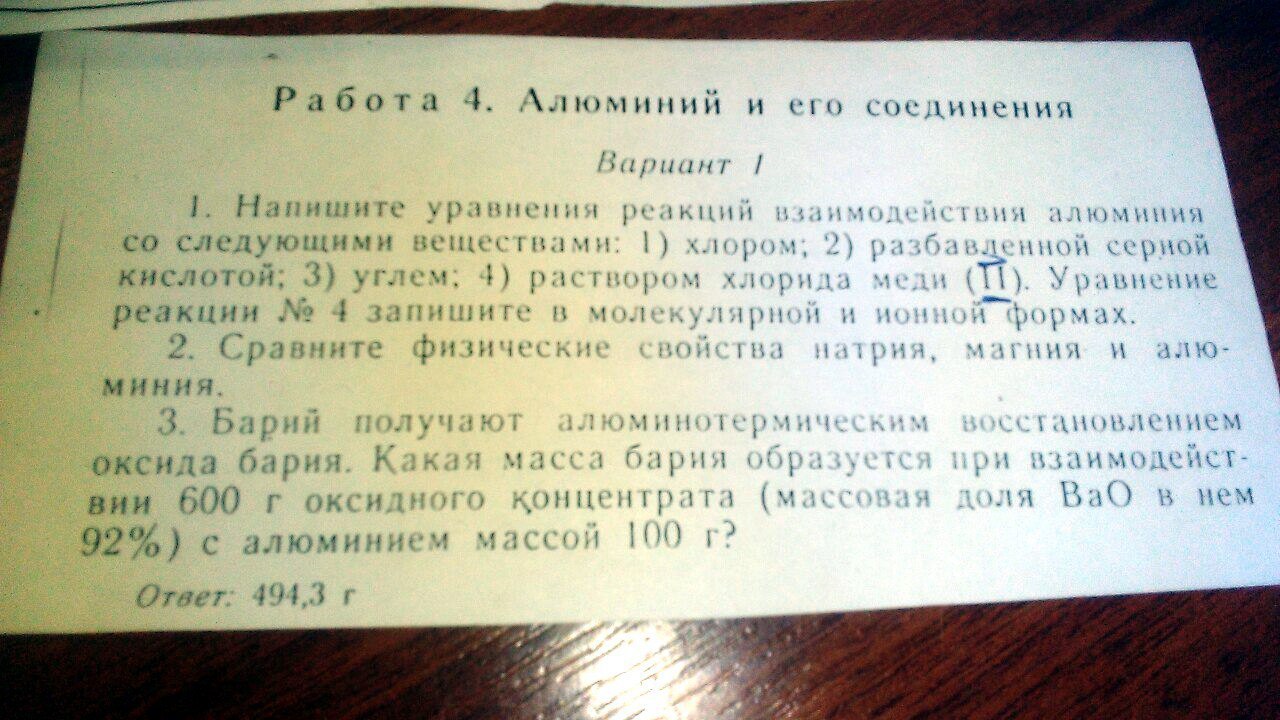 Работа 4. Алюминий и его соединения
Вариант 1
1. Напишите уравнения реакций взаимодействия алюминия
со следующими веществами: 1) хлором; 2) разбавленной серной
кислотой; 3) углем; 4) раствором хлорида меди (II). Уравнение
реакции № 4 запишите в молекулярной и ионной формах.
2. Сравните физические свойства натрия, магния и алю-
миния.
3. Барий получают алюминотермическим восстановлением
оксида бария. Какая масса бария образуется при взаимодейст-
вии 600 г оксидного концентрата (массовая доля BaO в нем
92%) с алюминием массой 100 г?
Ответ: 494,3 г